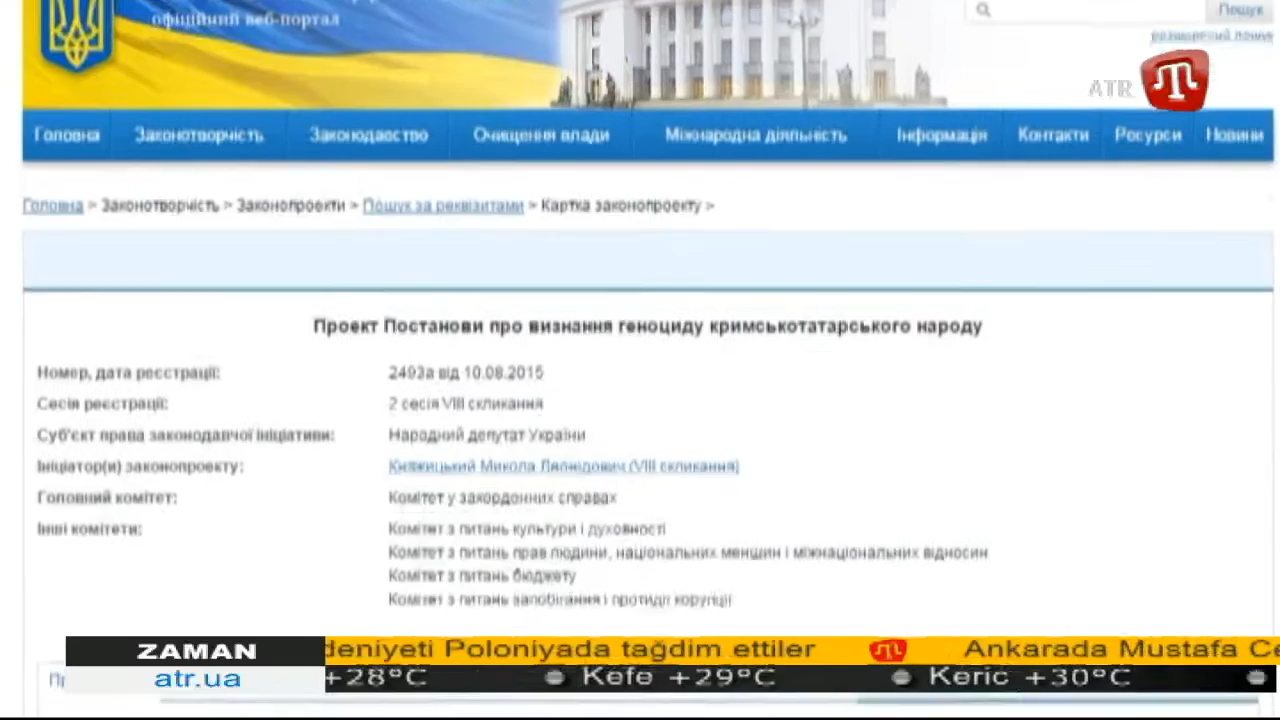 офіційний веб-портал
Пошук
розширений пошук
ATR
Головна Законотворчість Законодавство Очищення влади Міжнародна діяльність Інформація Контакти Ресурси Новини
Головна > Законотворчість > Законопроекти > Пошук за реквізитами > Картка законопроекту >
Проект Постанови про визнання геноциду кримськотатарського народу
Номер, дата реєстрації: 2493а від 10.08.2015
Сесія реєстрації: 2 сесія VIII скликання
Суб'єкт права законодавчої ініціативи: Народний депутат України
Ініціатор(и) законопроекту: Княжицький Микола Леонідович (VIII скликання)
Головний комітет: Комітет у закордонних справах
Інші комітети: Комітет з питань культури і духовності
Комітет з питань прав людини, національних меншин і міжнаціональних відносин
Комітет з питань бюджету
Комітет з питань запобігання і протидії корупції
ZAMAN deniyeti Poloniyada tağdim ettiler Ankarada Mustafa Ce
atr.ua +28°C Kefe +29°C Keriç +30°C